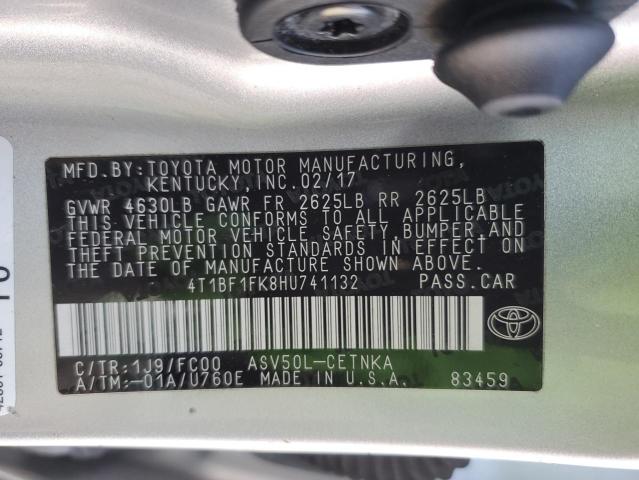 MFD.BY:TOYOTA MOTOR MANUFACTURING,
KENTUCKY,INC.02/17
GVWR 4630LB GAWR FR 2625LB RR 2625LB
THIS VEHICLE CONFORMS TO ALL APPLICABLE
FEDERAL MOTOR VEHICLE SAFETY, BUMPER, AND
THEFT PREVENTION STANDARDS IN EFFECT ON
THE DATE OF MANUFACTURE SHOWN ABOVE.
4T1BF1FK8HU741132 PASS.CAR
C/TR:1J9/FC00 ASV50L-CETNKA
A/TM:-01A/U760E MADE IN U.S.A. 83459